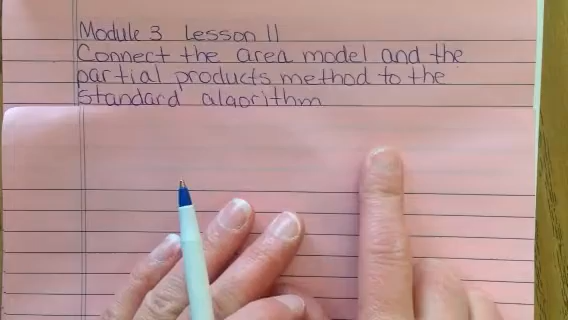 Module 3 Lesson 11
Connect the area model and the
partial products method to the
standard algorithm